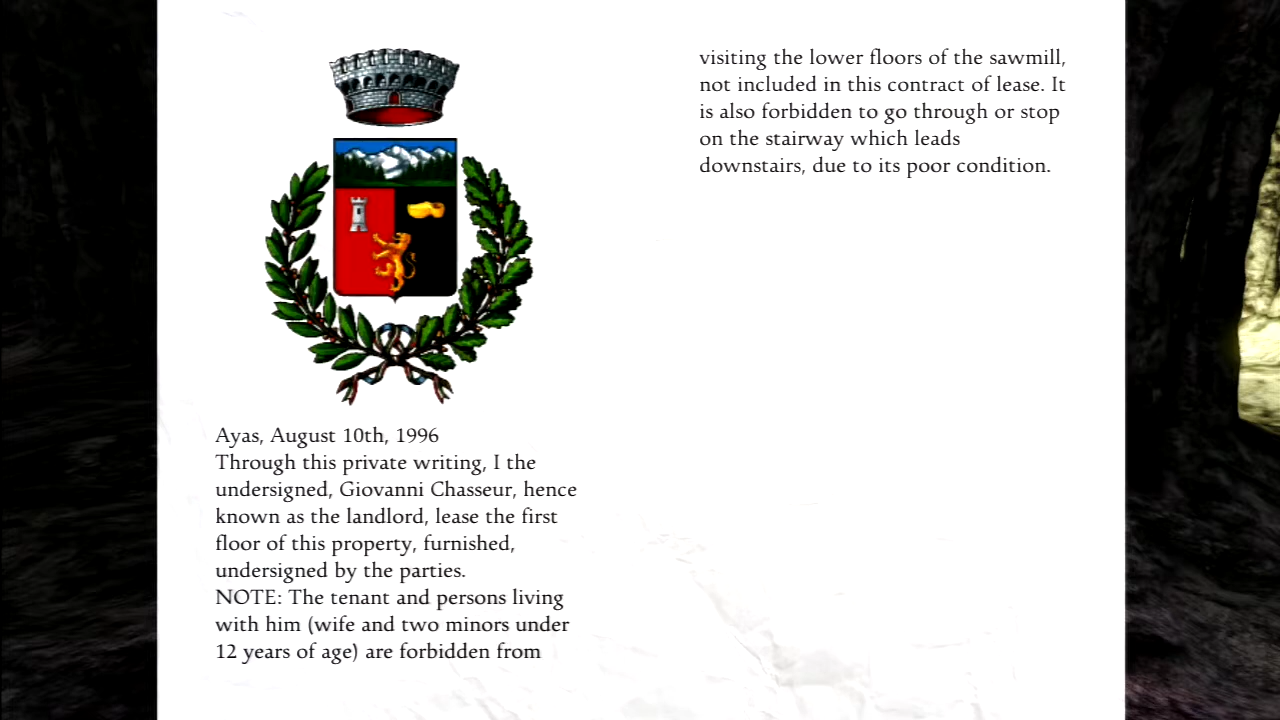 Ayas, August 10th, 1996
Through this private writing, I the
undersigned, Giovanni Chasseur, hence
known as the landlord, lease the first
floor of this property, furnished,
undersigned by the parties.
NOTE: The tenant and persons living
with him (wife and two minors under
12 years of age) are forbidden from
visiting the lower floors of the sawmill,
not included in this contract of lease. It
is also forbidden to go through or stop
on the stairway which leads
downstairs, due to its poor condition.